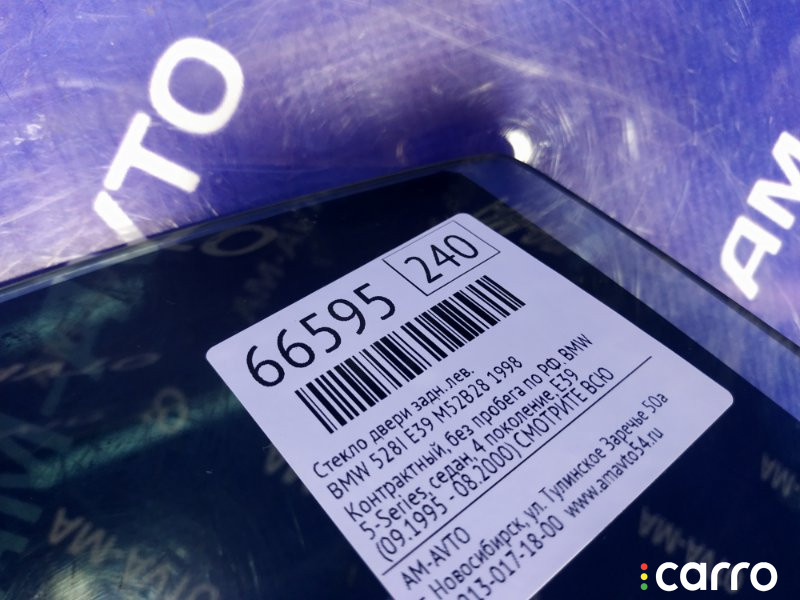 AM-AVTO
AM
66595
240
Стекло двери задн.лев.
BMW 528I E39 M52B28 1998
Контрактный, без пробега по РФ. BMW
5-Series, седан, 4 поколение, E39
(09.1995 - 08.2000) СМОТРИТЕ ВСЮ
AM-AVTO
Новосибирск, ул. Тулинское Заречье 50а
913-017-18-00 www.amavto54.ru
carro